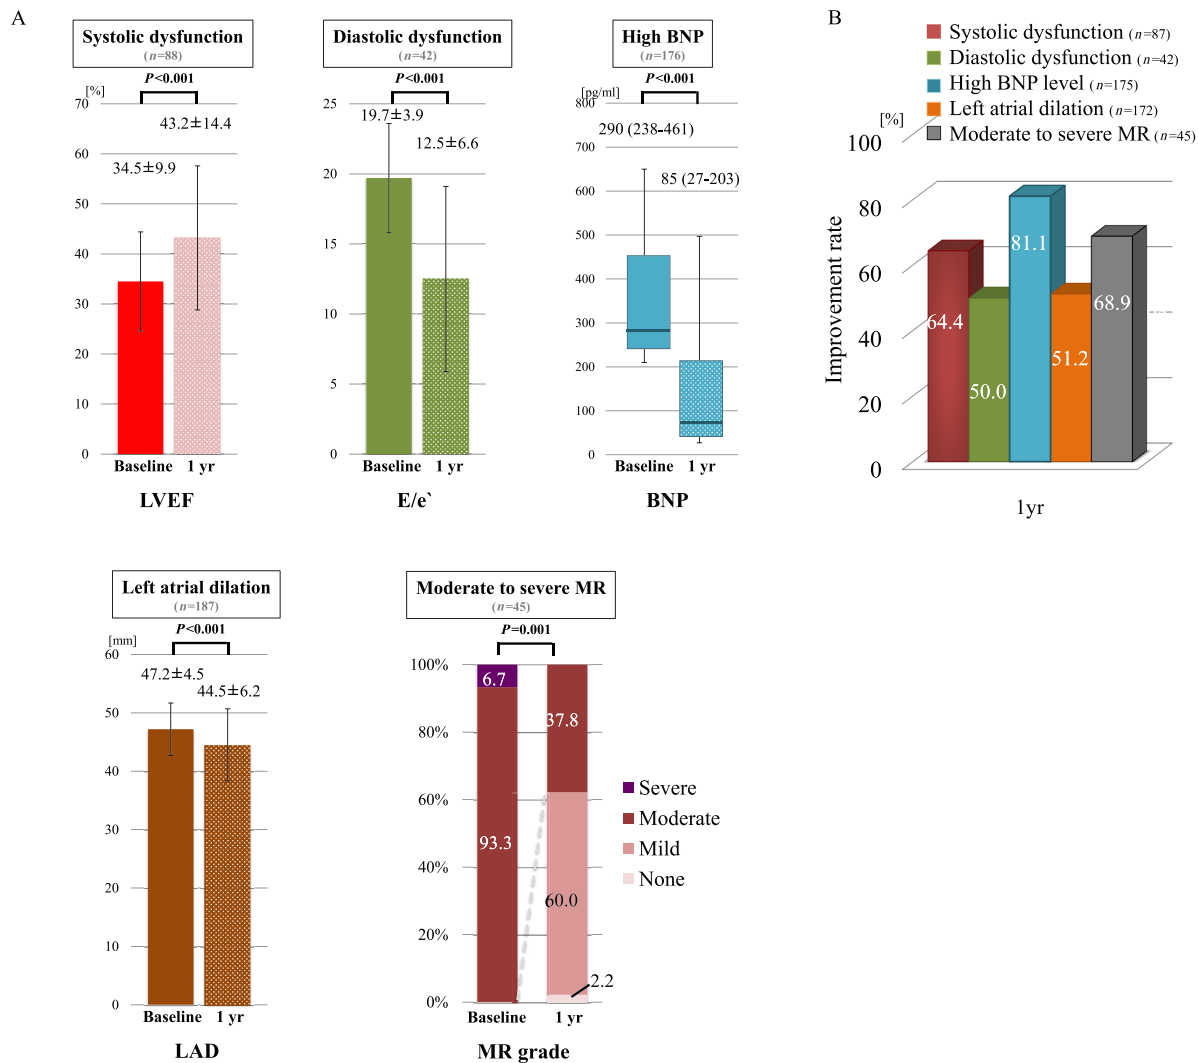 A
Systolic dysfunction
(n=88)
P<0.001
[%]
70
60
50
40
30
20
10
0
34.5±9.9
43.2±14.4
Baseline 1 yr
LVEF
Diastolic dysfunction
(n=42)
P<0.001
25
20
15
10
5
0
19.7±3.9
12.5±6.6
Baseline 1 yr
E/e`
High BNP
(n=176)
P<0.001
[pg/ml]
800
700
600
500
400
300
200
100
0
290 (238-461)
85 (27-203)
Baseline 1 yr
BNP
Left atrial dilation
(n=187)
P<0.001
[mm]
60
50
40
30
20
10
0
47.2±4.5
44.5±6.2
Baseline 1 yr
LAD
Moderate to severe MR
(n=45)
P=0.001
100%
80%
60%
40%
20%
0%
6.7
93.3
37.8
60.0
2.2
Baseline 1 yr
MR grade
Severe
Moderate
Mild
None
B
Systolic dysfunction (n=87)
Diastolic dysfunction (n=42)
High BNP level (n=175)
Left atrial dilation (n=172)
Moderate to severe MR (n=45)
[%]
100
80
60
40
20
0
Improvement rate
64.4
50.0
81.1
51.2
68.9
1yr